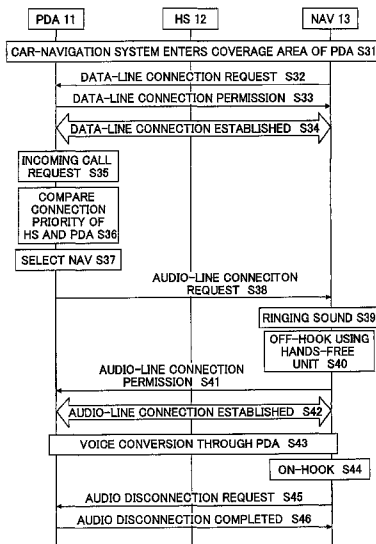 PDA 11 HS 12 NAV 13
CAR-NAVIGATION SYSTEM ENTERS COVERAGE AREA OF PDA S31
DATA-LINE CONNECTION REQUEST S32
DATA-LINE CONNECTION PERMISSION S33
DATA-LINE CONNECTION ESTABLISHED S34
INCOMING CALL
REQUEST S35
COMPARE
CONNECTION
PRIORITY OF
HS AND PDA S36
SELECT NAV S37
AUDIO-LINE CONNECITON
REQUEST S38
RINGING SOUND S39
OFF-HOOK USING
HANDS-FREE
UNIT S40
AUDIO-LINE CONNECTION
PERMISSION S41
AUDIO-LINE CONNECTION ESTABLISHED S42
VOICE CONVERSION THROUGH PDA S43
ON-HOOK S44
AUDIO DISCONNECTION REQUEST S45
AUDIO DISCONNECTION COMPLETED S46